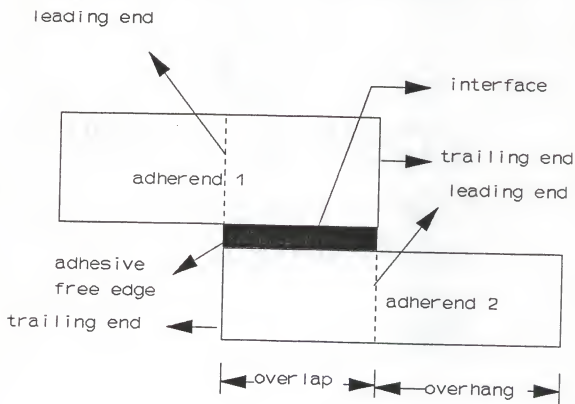 leading end
interface
trailing end
adherend 1
leading end
adhesive
free edge
adherend 2
trailing end
overlap
overhang